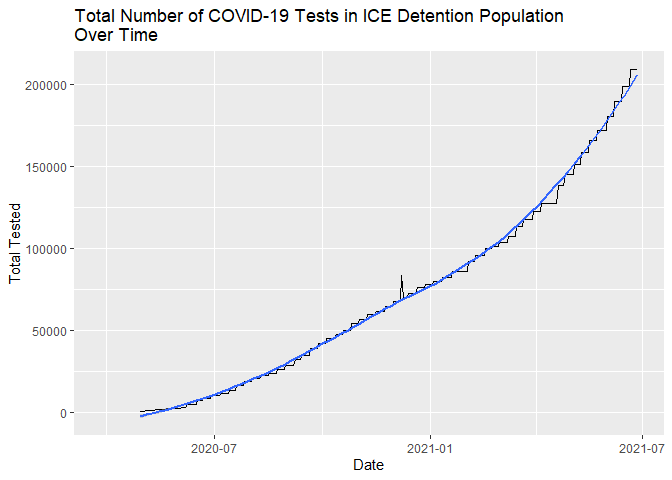 Total Number of COVID-19 Tests in ICE Detention Population
Over Time
Total Tested
200000
150000
100000
50000
0
2020-07
2021-01
2021-07
Date